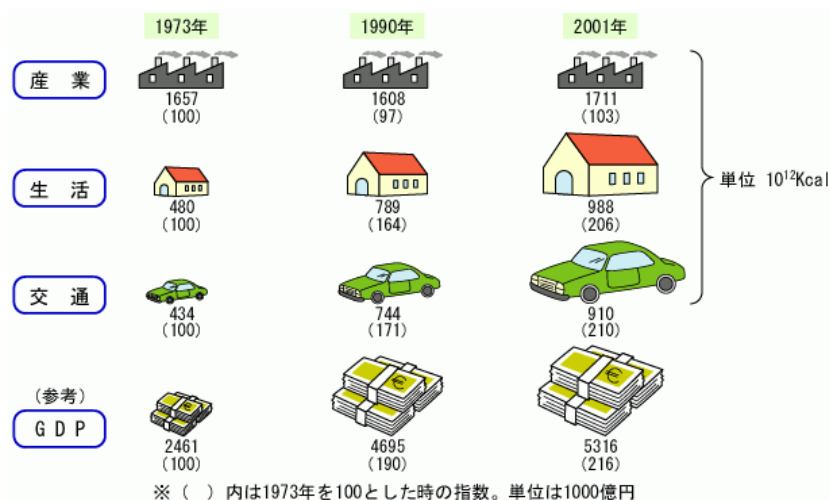 1973年 1990年 2001年
産 業
1657 1608 1711
(100) (97) (103)
生 活
480 789 988
(100) (164) (206)
単位 10¹²Kcal
交 通
434 744 910
(100) (171) (210)
(参考)
G D P
2461 4695 5316
(100) (190) (216)
※( )内は1973年を100とした時の指数。単位は1000億円